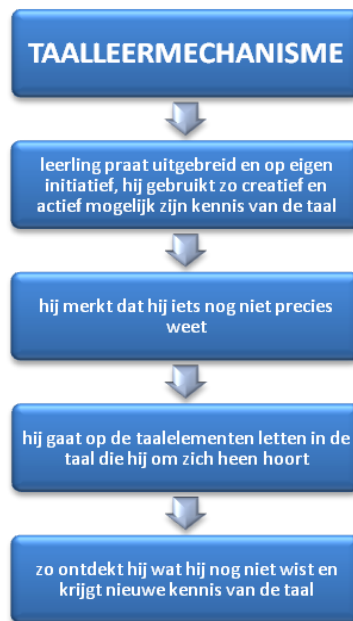 TAALLEERMECHANISME
leerling praat uitgebreid en op eigen
initiatief, hij gebruikt zo creatief en
actief mogelijk zijn kennis van de taal
hij merkt dat hij iets nog niet precies
weet
hij gaat op de taalelementen letten in de
taal die hij om zich heen hoort
zo ontdekt hij wat hij nog niet wist en
krijgt nieuwe kennis van de taal